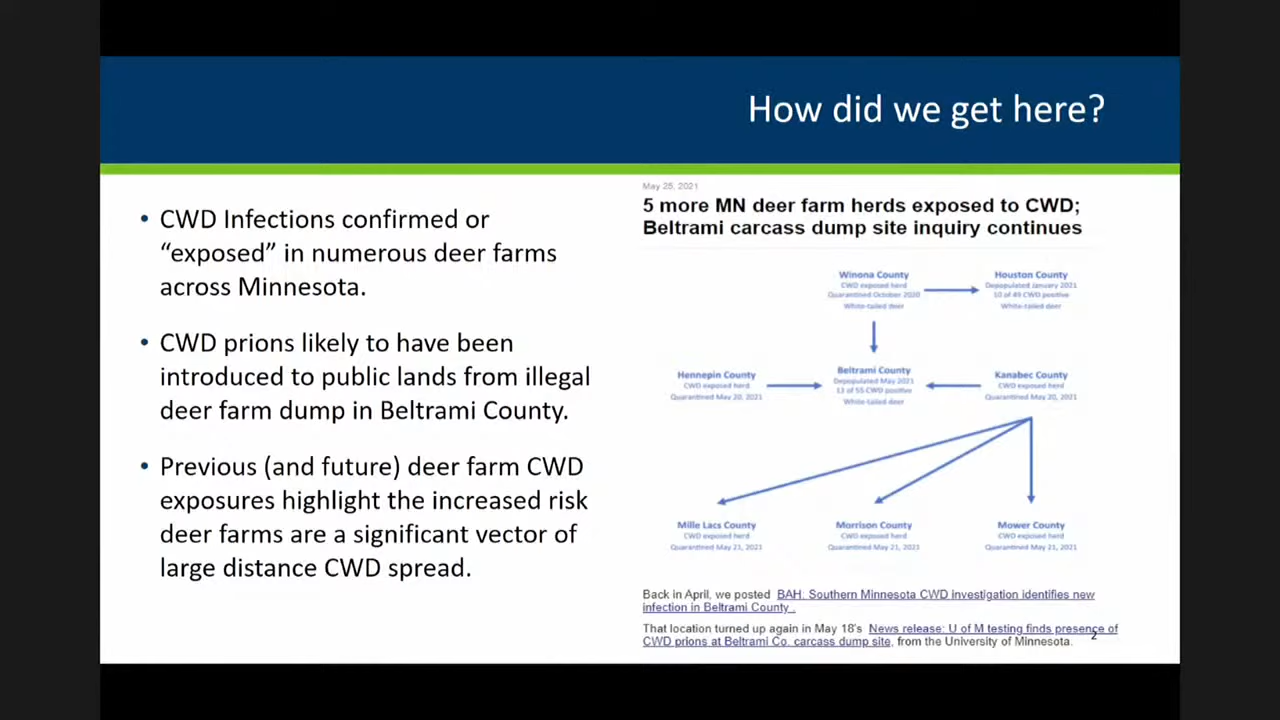 How did we get here?
• CWD Infections confirmed or
“exposed” in numerous deer farms
across Minnesota.
• CWD prions likely to have been
introduced to public lands from illegal
deer farm dump in Beltrami County.
• Previous (and future) deer farm CWD
exposures highlight the increased risk
deer farms are a significant vector of
large distance CWD spread.
May 25, 2021
5 more MN deer farm herds exposed to CWD;
Beltrami carcass dump site inquiry continues
Winona County
CWD exposed herd
Quarantined October 2020
White-tailed deer
Houston County
Depopulated January 2021
10 of 49 CWD positive
White-tailed deer
Hennepin County
CWD exposed herd
Quarantined May 20, 2021
Beltrami County
Depopulated May 2021
13 of 55 CWD positive
White-tailed deer
Kanabec County
CWD exposed herd
Quarantined May 20, 2021
Mille Lacs County
CWD exposed herd
Quarantined May 21, 2021
Morrison County
CWD exposed herd
Quarantined May 21, 2021
Mower County
CWD exposed herd
Quarantined May 21, 2021
Back in April, we posted BAH: Southern Minnesota CWD investigation identifies new
infection in Beltrami County .
That location turned up again in May 18's News release: U of M testing finds presence of
CWD prions at Beltrami Co. carcass dump site, from the University of Minnesota.
2